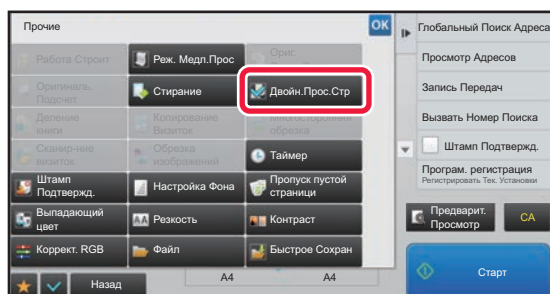 Прочие
OK
Глобальный Поиск Адреса
Просмотр Адресов
Запись Передач
Вызвать Номер Поиска
Штамп Подтвержд.
Програм. регистрация
Регистрировать Тек. Установки
Предварит.
Просмотр
CA
Старт
Работа Строит
Реж. Медл.Прос
Ориг.
Оригиналь.
Подсчет
Стирание
Двойн.Прос.Стр
Деление
книги
Копирование
Визиток
Многосторонняя
обрезка
Сканир-ние
визиток
Обрезка
изображений
Таймер
Штамп
Подтвержд.
Настройка Фона
Пропуск пустой
страници
Выпадающий
цвет
Резкость
Контраст
Коррект. RGB
Файл
Быстрое Сохран
Назад
A4
A4